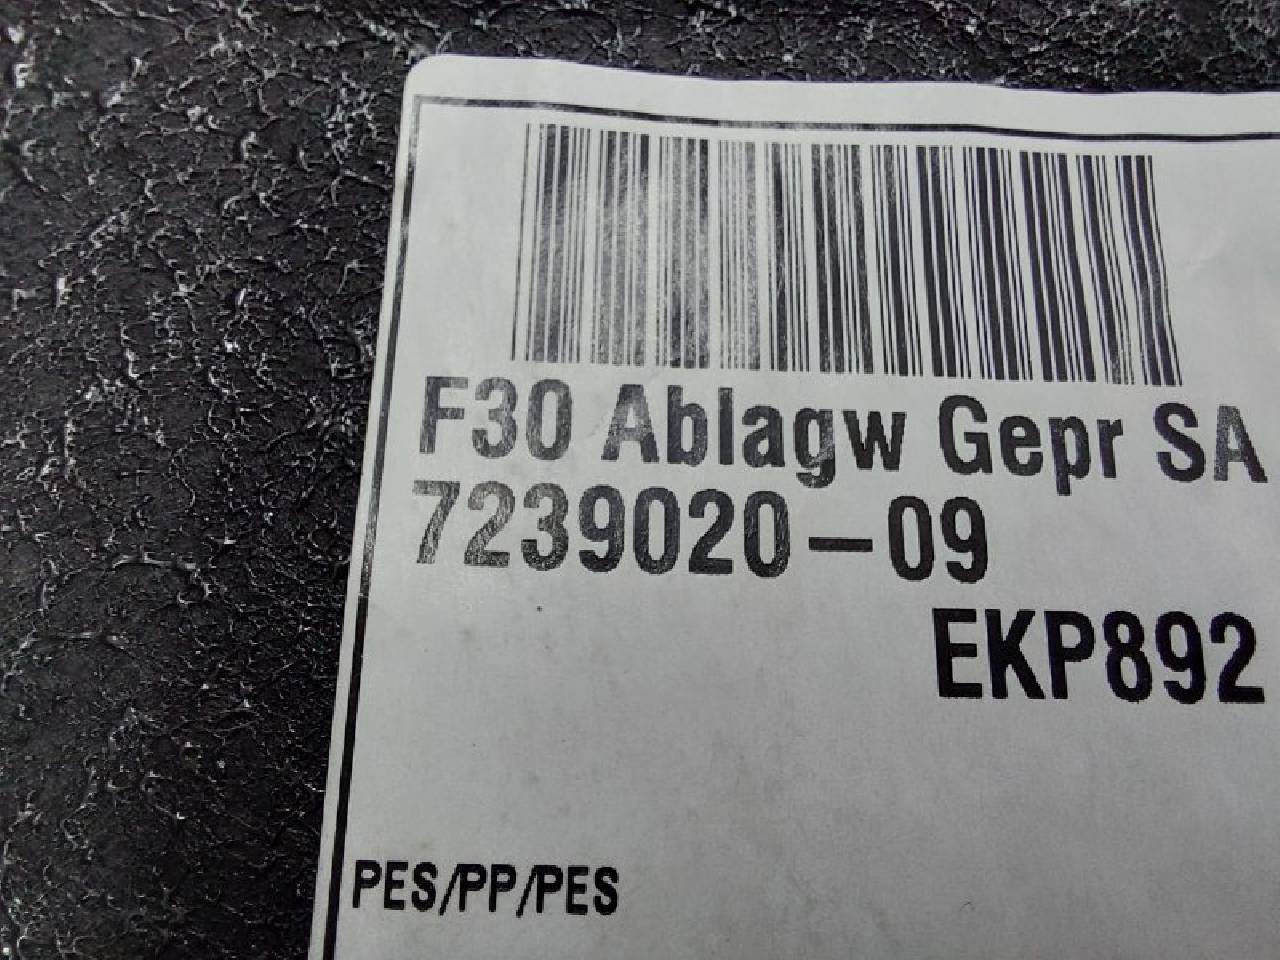 F30 Ablagw Gepr SA
7239020-09
EKP892
PES/PP/PES